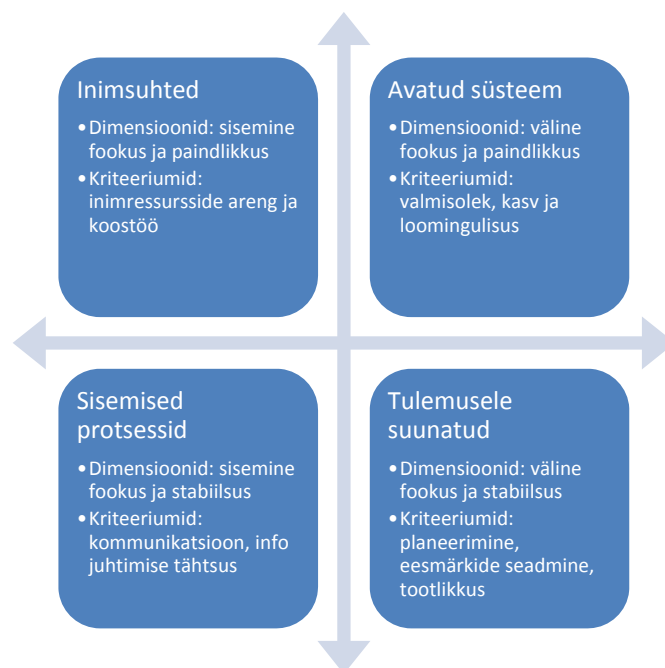 Inimsuhted
•Dimensioonid: sisemine
fookus ja paindlikkus
•Kriteeriumid:
inimressursside areng ja
koostöö
Avatud süsteem
•Dimensioonid: väline
fookus ja paindlikkus
•Kriteeriumid:
valmisolek, kasv ja
loomingulisus
Sisemised
protsessid
•Dimensioonid: sisemine
fookus ja stabiilsus
•Kriteeriumid:
kommunikatsioon, info
juhtimise tähtsus
Tulemusele
suunatud
•Dimensioonid: väline
fookus ja stabiilsus
•Kriteeriumid:
planeerimine,
eesmärkide seadmine,
tootlikkus